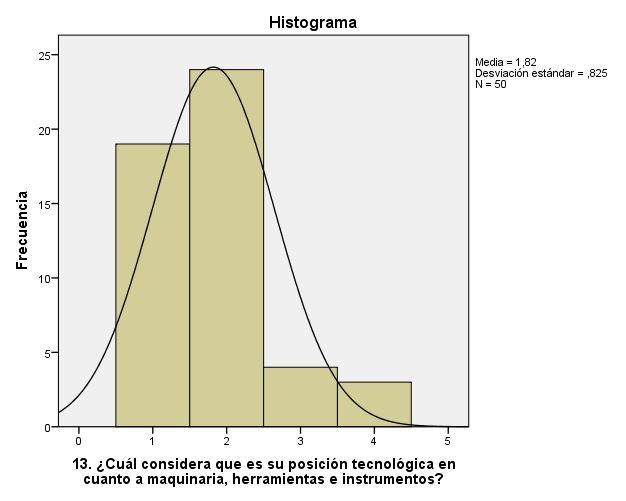 Histograma
Media = 1,82
Desviación estándar = ,825
N = 50
Frecuencia
25
20
15
10
5
0
0 1 2 3 4 5
13. ¿Cuál considera que es su posición tecnológica en
cuanto a maquinaria, herramientas e instrumentos?